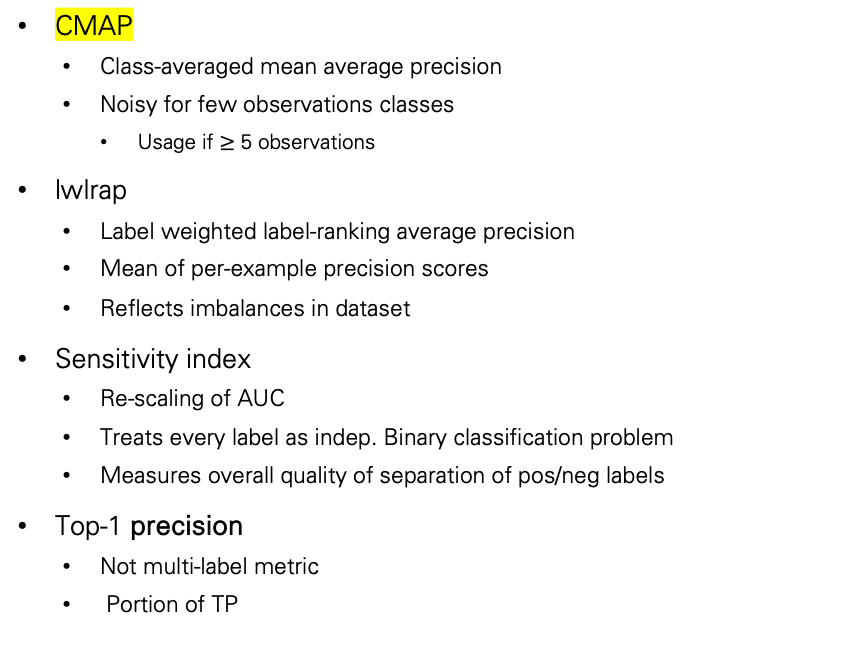 • CMAP
• Class-averaged mean average precision
• Noisy for few observations classes
• Usage if ≥ 5 observations
• lwlrap
• Label weighted label-ranking average precision
• Mean of per-example precision scores
• Reflects imbalances in dataset
• Sensitivity index
• Re-scaling of AUC
• Treats every label as indep. Binary classification problem
• Measures overall quality of separation of pos/neg labels
• Top-1 precision
• Not multi-label metric
• Portion of TP